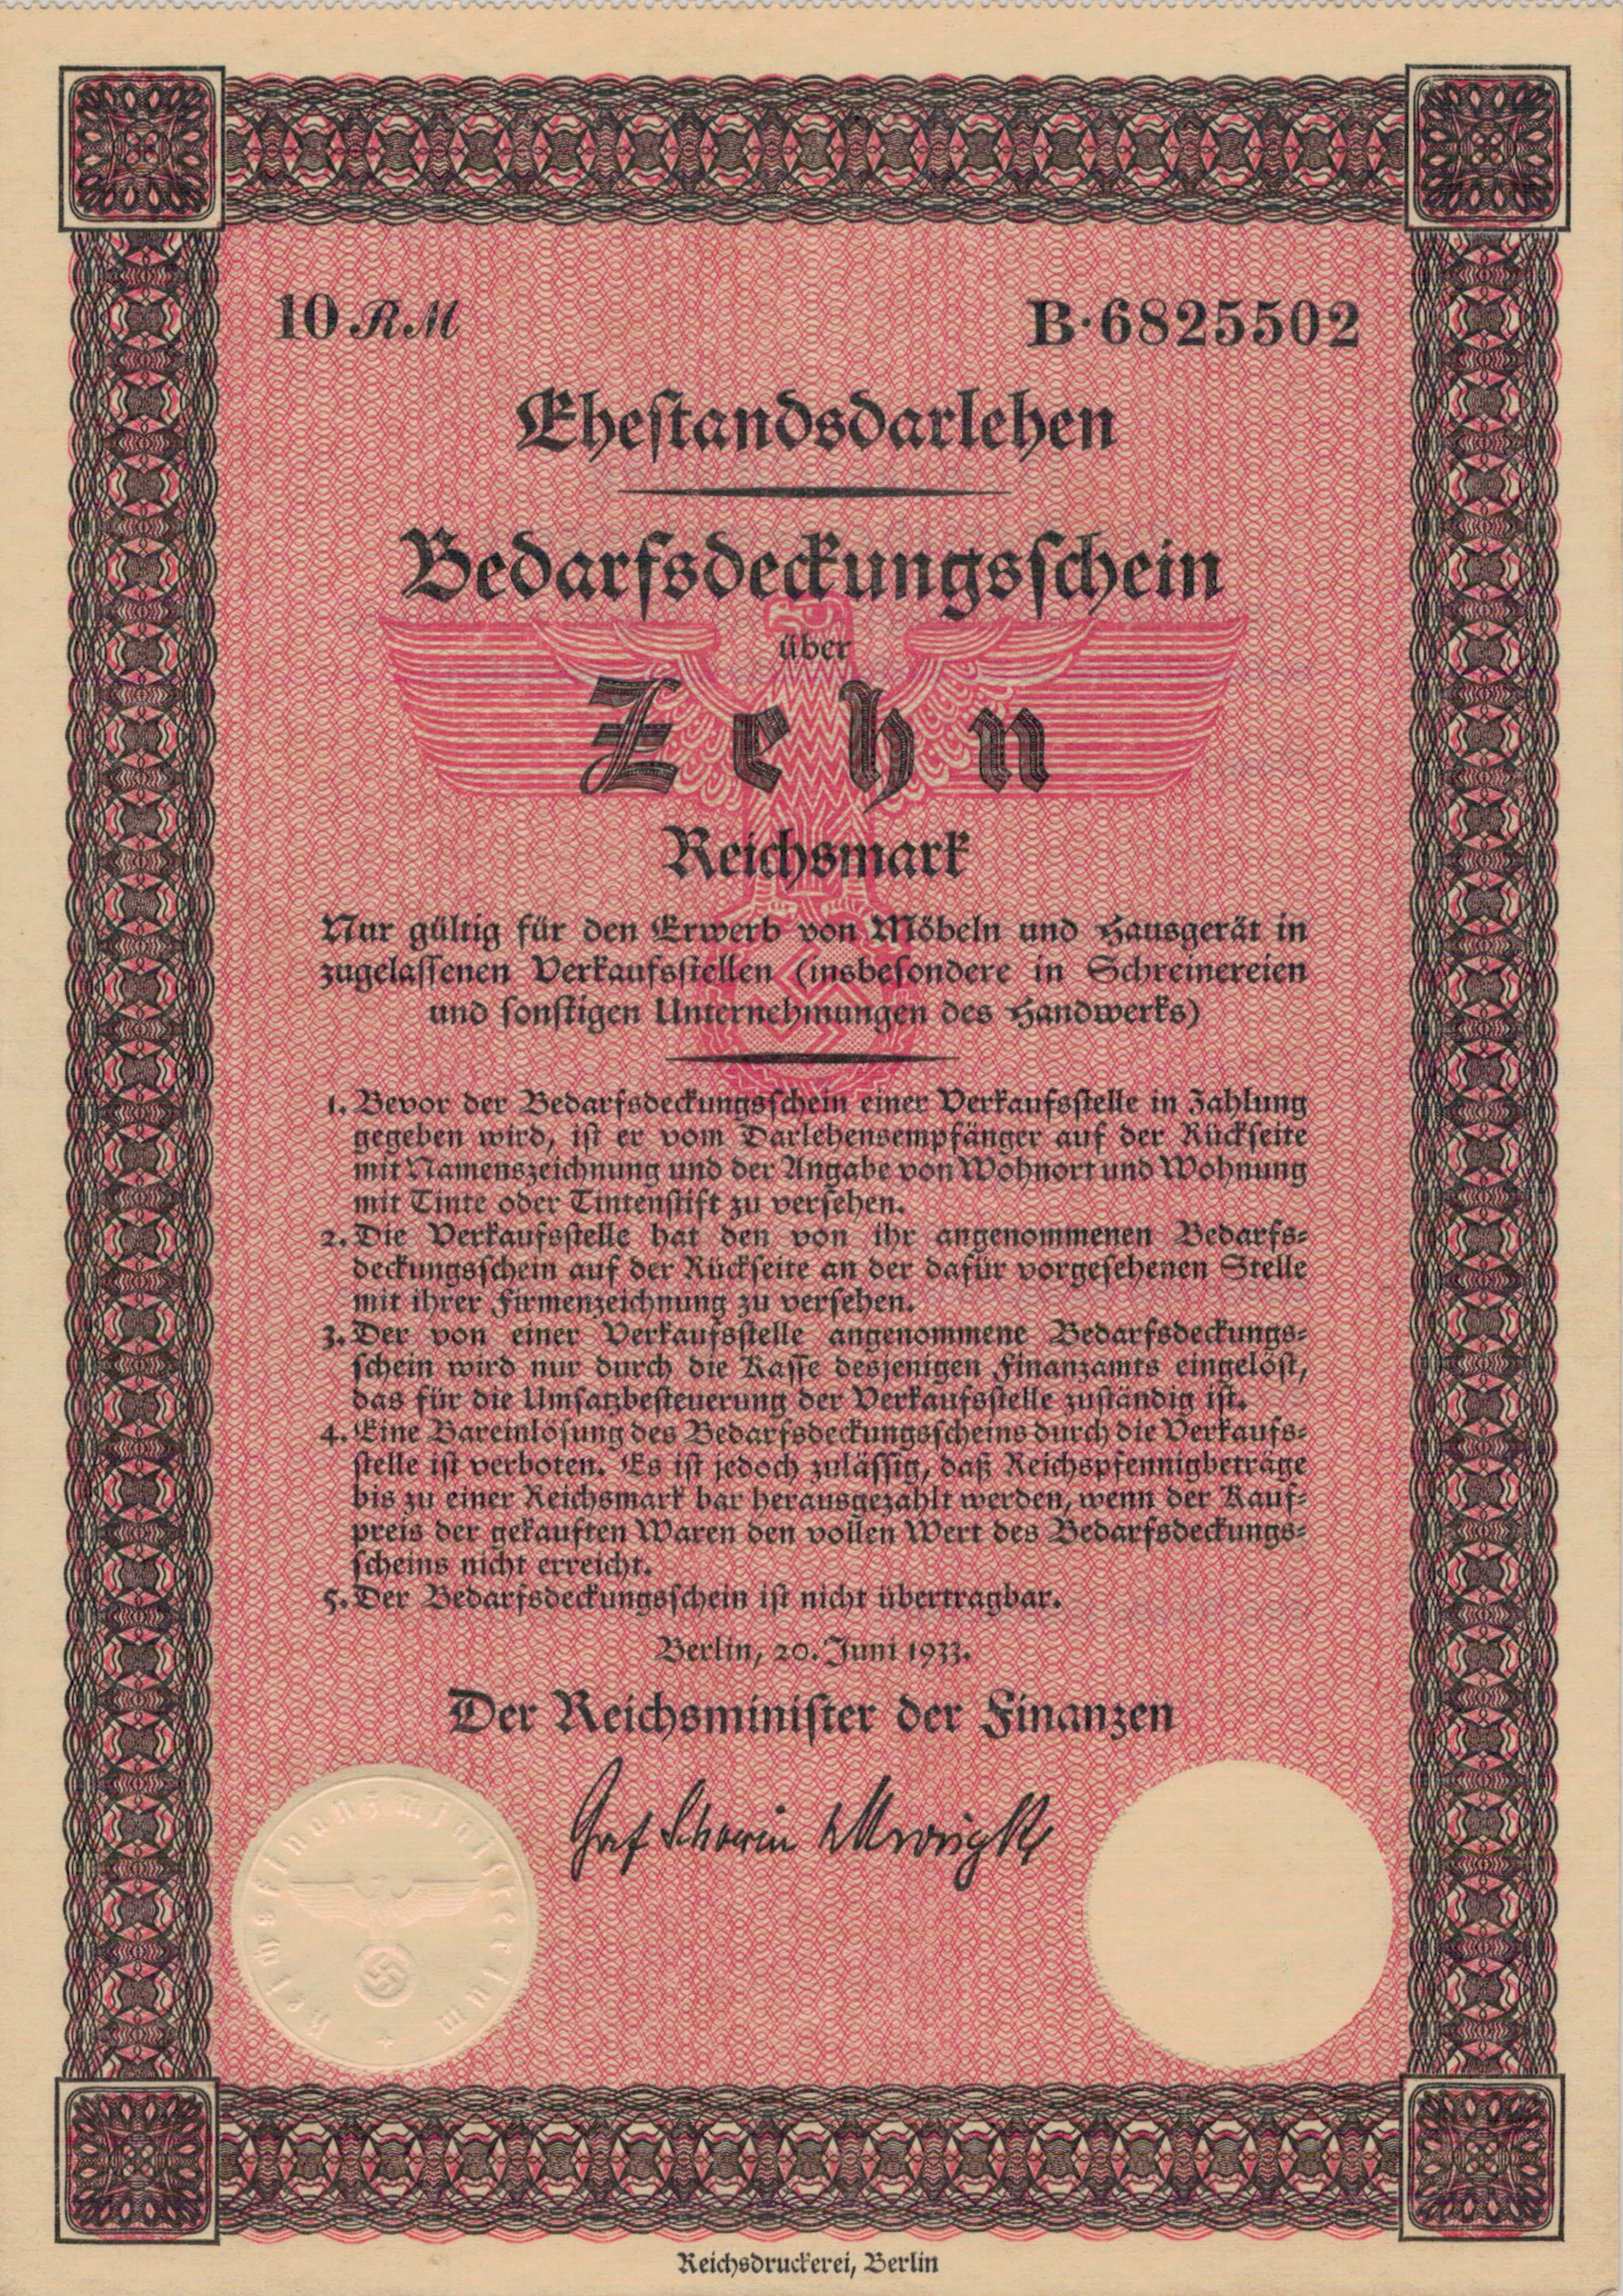 10 RM
B·6825502
Ehestandsdarlehen
Bedarfsdeckungsschein
über
Zehn
Reichsmark
Nur gültig für den Erwerb von Möbeln und Hausgerät in
zugelassenen Verkaufsstellen (insbesondere in Schreinereien
und sonstigen Unternehmungen des Handwerks)
1. Bevor der Bedarfsdeckungsschein einer Verkaufsstelle in Zahlung
gegeben wird, ist er vom Darlehensempfänger auf der Rückseite
mit Namenszeichnung und der Angabe von Wohnort und Wohnung
mit Tinte oder Tintenstift zu versehen.
2. Die Verkaufsstelle hat den von ihr angenommenen Bedarfs-
deckungsschein auf der Rückseite an der dafür vorgesehenen Stelle
mit ihrer Firmenzeichnung zu versehen.
3. Der von einer Verkaufsstelle angenommene Bedarfsdeckungs-
schein wird nur durch die Kasse desjenigen Finanzamts eingelöst,
das für die Umsatzbesteuerung der Verkaufsstelle zuständig ist.
4. Eine Bareinlösung des Bedarfsdeckungsscheins durch die Verkaufs-
stelle ist verboten. Es ist jedoch zulässig, daß Reichspfennigbeträge
bis zu einer Reichsmark bar herausgezahlt werden, wenn der Kauf-
preis der gekauften Waren den vollen Wert des Bedarfsdeckungs-
scheins nicht erreicht.
5. Der Bedarfsdeckungsschein ist nicht übertragbar.
Berlin, 20. Juni 1933.
Der Reichsminister der Finanzen
Graf Schwerin v Krosigk
Reichsfinanzministerium
Reichsdruckerei, Berlin